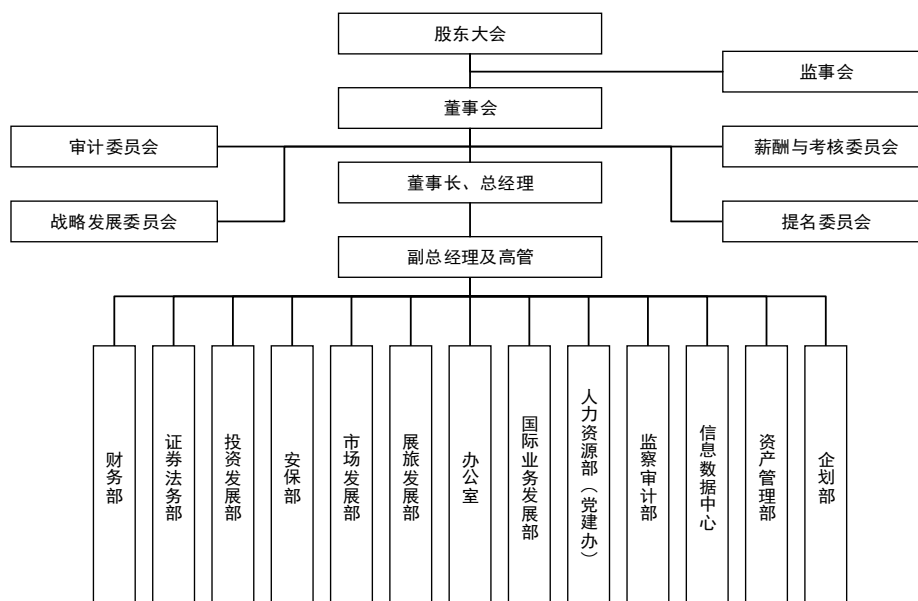 股东大会
监事会
董事会
审计委员会
薪酬与考核委员会
董事长、总经理
战略发展委员会
提名委员会
副总经理及高管
财务部
证券法务部
投资发展部
安保部
市场发展部
展旅发展部
办公室
国际业务发展部
人力资源部（党建办）
监察审计部
信息数据中心
资产管理部
企划部